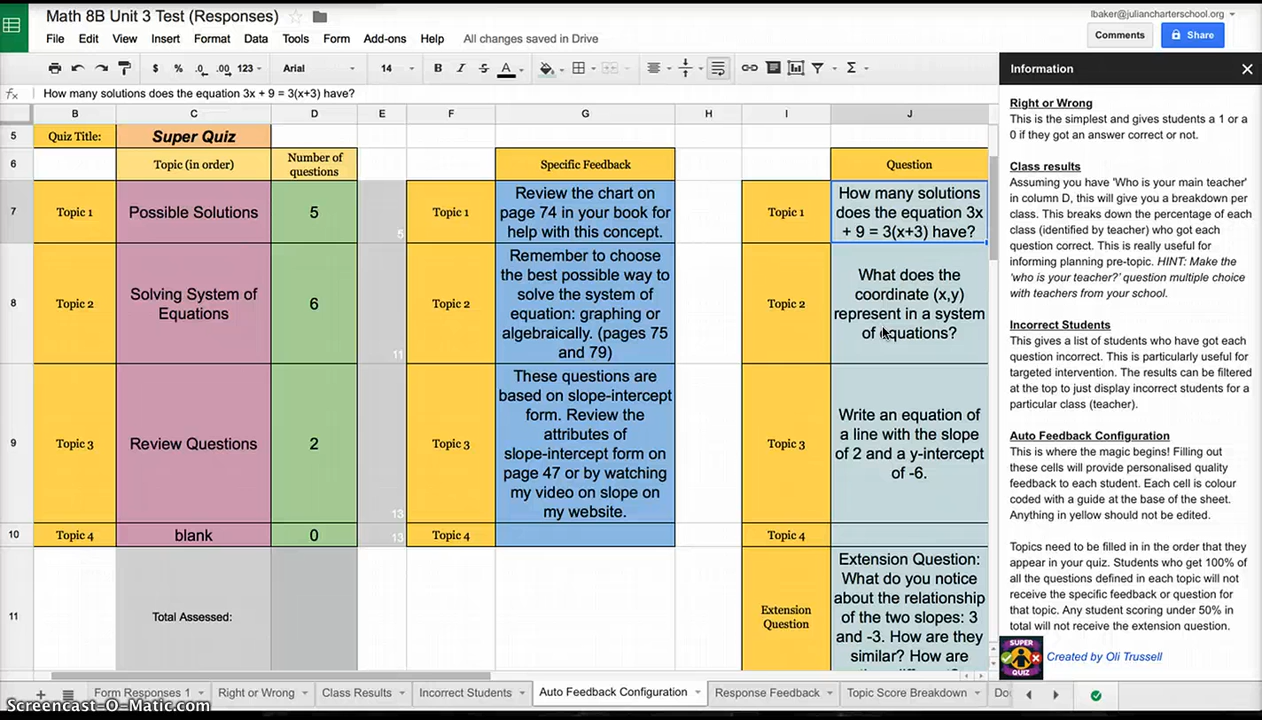 Math 8B Unit 3 Test (Responses)
lbaker@juliancharterschool.org
File Edit View Insert Format Data Tools Form Add-ons Help All changes saved in Drive
Comments Share
$ % .0 .00 123 Arial 14 B I S A Σ
Information
fx How many solutions does the equation 3x + 9 = 3(x+3) have?
B C D E F G H I J
5 Quiz Title: Super Quiz
6 Topic (in order) Number of
questions
Specific Feedback
Question
7 Topic 1 Possible Solutions 5 5
Topic 1
Review the chart on
page 74 in your book for
help with this concept.
Topic 1
How many solutions
does the equation 3x
+ 9 = 3(x+3) have?
8 Topic 2 Solving System of
Equations
6 11
Topic 2
Remember to choose
the best possible way to
solve the system of
equation: graphing or
algebraically. (pages 75
and 79)
Topic 2
What does the
coordinate (x,y)
represent in a system
of equations?
9 Topic 3 Review Questions 2 13
Topic 3
These questions are
based on slope-intercept
form. Review the
attributes of
slope-intercept form on
page 47 or by watching
my video on slope on
my website.
Topic 3
Write an equation of
a line with the slope
of 2 and a y-intercept
of -6.
10 Topic 4 blank 0 13 Topic 4 Topic 4
11 Total Assessed:
Extension
Question
Extension Question:
What do you notice
about the relationship
of the two slopes: 3
and -3. How are they
similar? How are
Right or Wrong
This is the simplest and gives students a 1 or a
0 if they got an answer correct or not.
Class results
Assuming you have 'Who is your main teacher'
in column D, this will give you a breakdown per
class. This breaks down the percentage of each
class (identified by teacher) who got each
question correct. This is really useful for
informing planning pre-topic. HINT: Make the
'who is your teacher?' question multiple choice
with teachers from your school.
Incorrect Students
This gives a list of students who have got each
question incorrect. This is particularly useful for
targeted intervention. The results can be filtered
at the top to just display incorrect students for a
particular class (teacher).
Auto Feedback Configuration
This is where the magic begins! Filling out
these cells will provide personalised quality
feedback to each student. Each cell is colour
coded with a guide at the base of the sheet.
Anything in yellow should not be edited.
Topics need to be filled in in the order that they
appear in your quiz. Students who get 100% of
all the questions defined in each topic will not
receive the specific feedback or question for
that topic. Any student scoring under 50% in
total will not receive the extension question.
SUPER
QUIZ
Created by Oli Trussell
Form Responses 1 Right or Wrong Class Results Incorrect Students Auto Feedback Configuration Response Feedback Topic Score Breakdown Do
Screencast-O-Matic.com